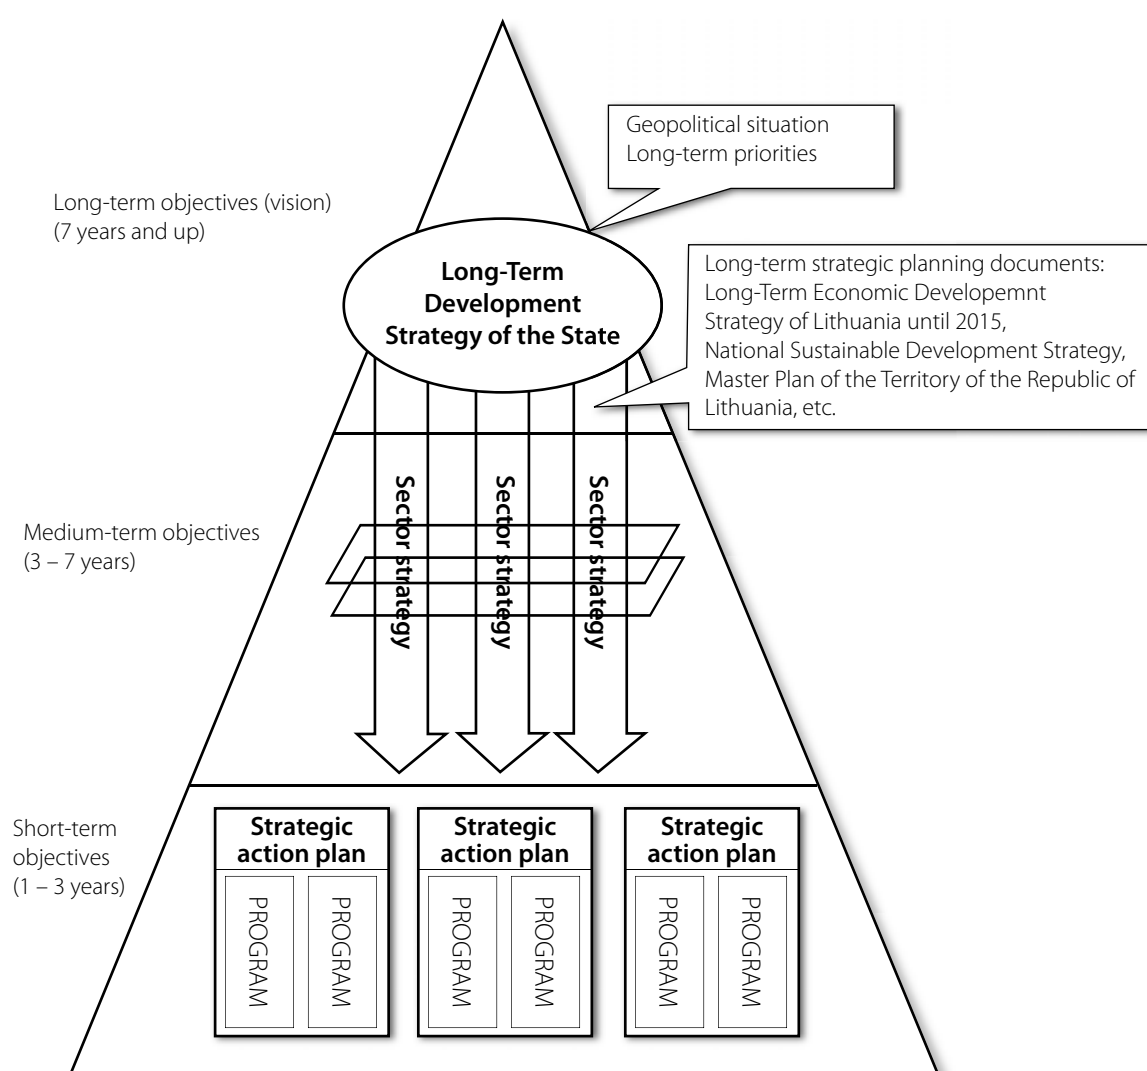 Geopolitical situation
Long-term priorities
Long-term objectives (vision)
(7 years and up)
Long-Term
Development
Strategy of the State
Long-term strategic planning documents:
Long-Term Economic Developemnt
Strategy of Lithuania until 2015,
National Sustainable Development Strategy,
Master Plan of the Territory of the Republic of
Lithuania, etc.
Medium-term objectives
(3 – 7 years)
Sector strategy
Sector strategy
Sector strategy
Short-term
objectives
(1 – 3 years)
Strategic
action plan
PROGRAM
PROGRAM
Strategic
action plan
PROGRAM
PROGRAM
Strategic
action plan
PROGRAM
PROGRAM